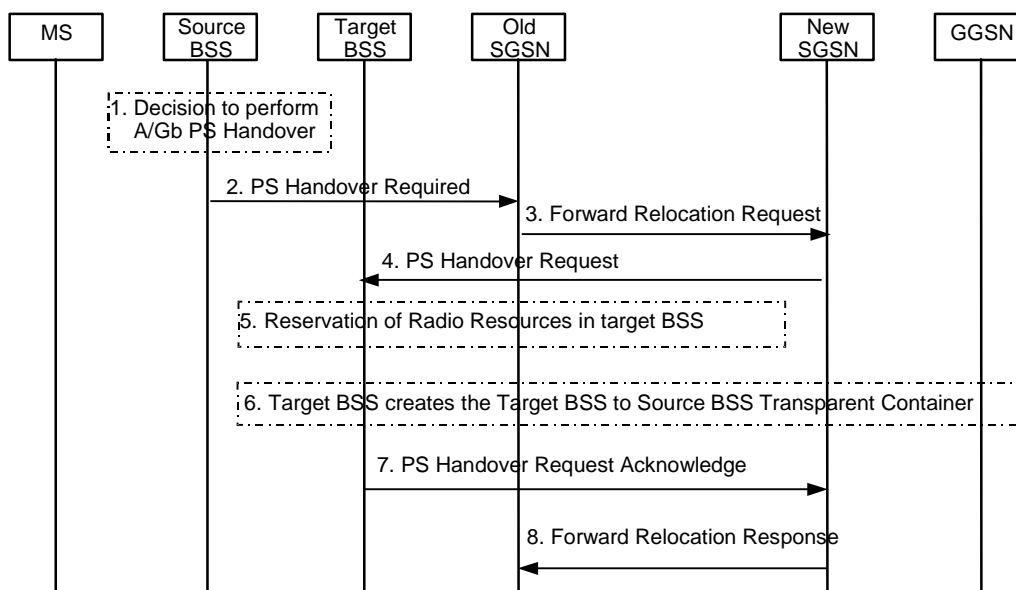 MS
Source
BSS
Target
BSS
Old
SGSN
New
SGSN
GGSN
1. Decision to perform
A/Gb PS Handover
2. PS Handover Required
3. Forward Relocation Request
4. PS Handover Request
5. Reservation of Radio Resources in target BSS
6. Target BSS creates the Target BSS to Source BSS Transparent Container
7. PS Handover Request Acknowledge
8. Forward Relocation Response